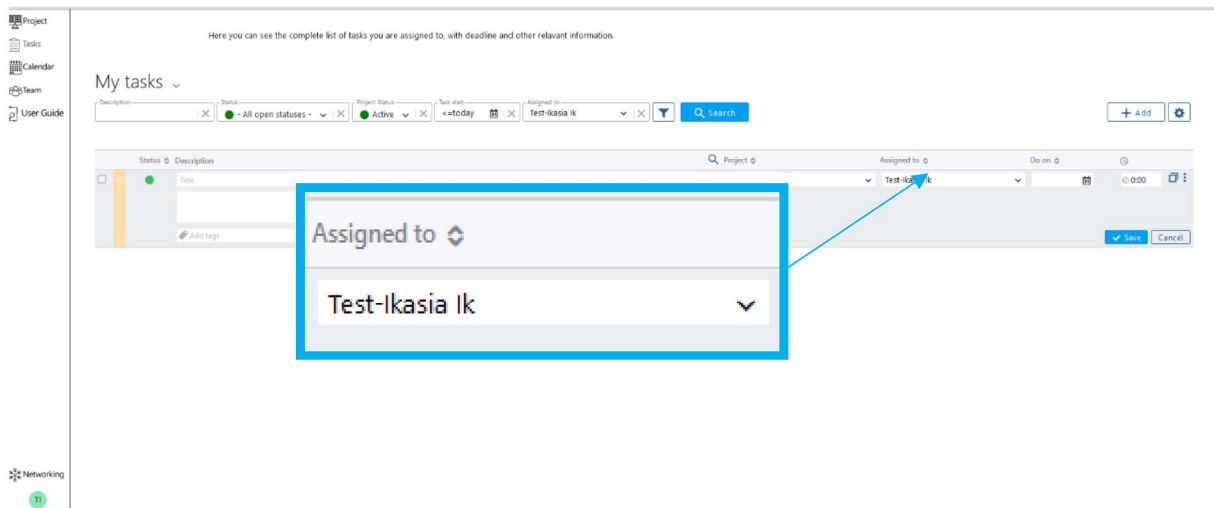 Project
Tasks
Calendar
Team
User Guide
Here you can see the complete list of tasks you are assigned to, with deadline and other relavant information.
My tasks
Description
Status
- All open statuses -
Project Status
Active
Task start
<=today
Assigned to
Test-Ikasia Ik
Search
+ Add
Status Description Project Assigned to Do on
Title Test-Ikasia Ik 0:00
Add tags
Save Cancel
Assigned to
Test-Ikasia Ik
Networking
TI